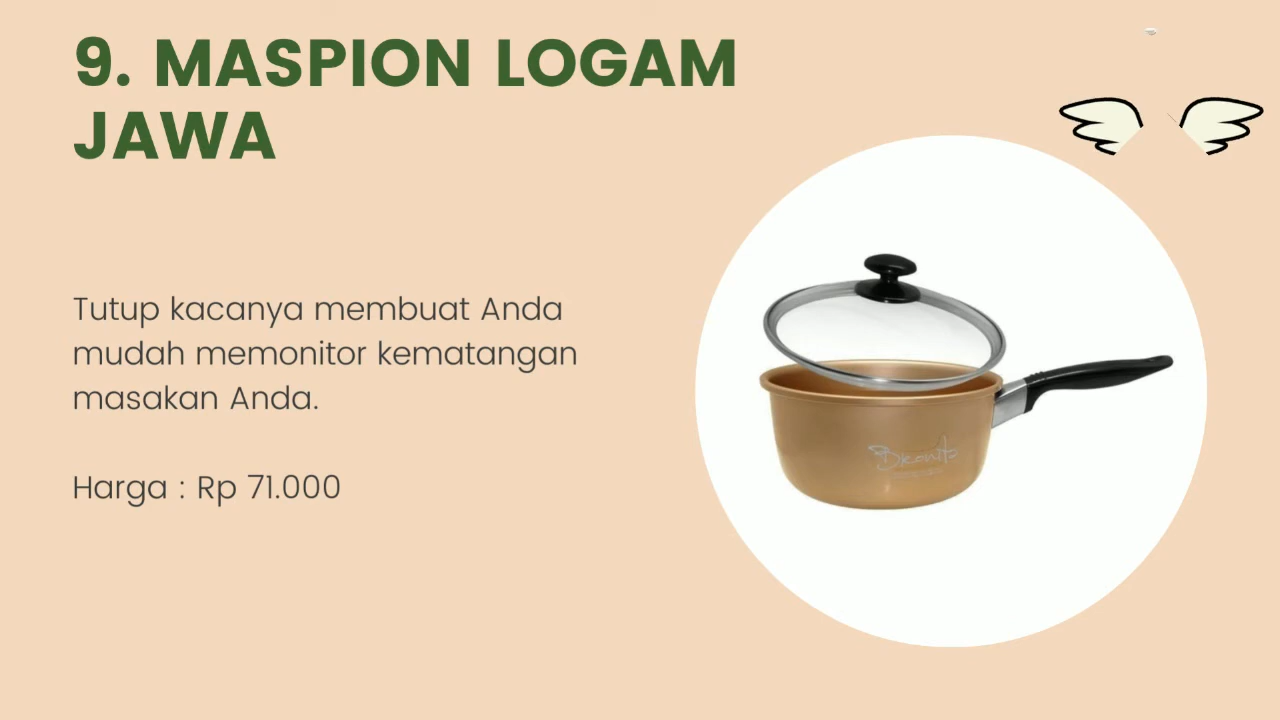 9. MASPION LOGAM
JAWA
Tutup kacanya membuat Anda
mudah memonitor kematangan
masakan Anda.
Harga : Rp 71.000